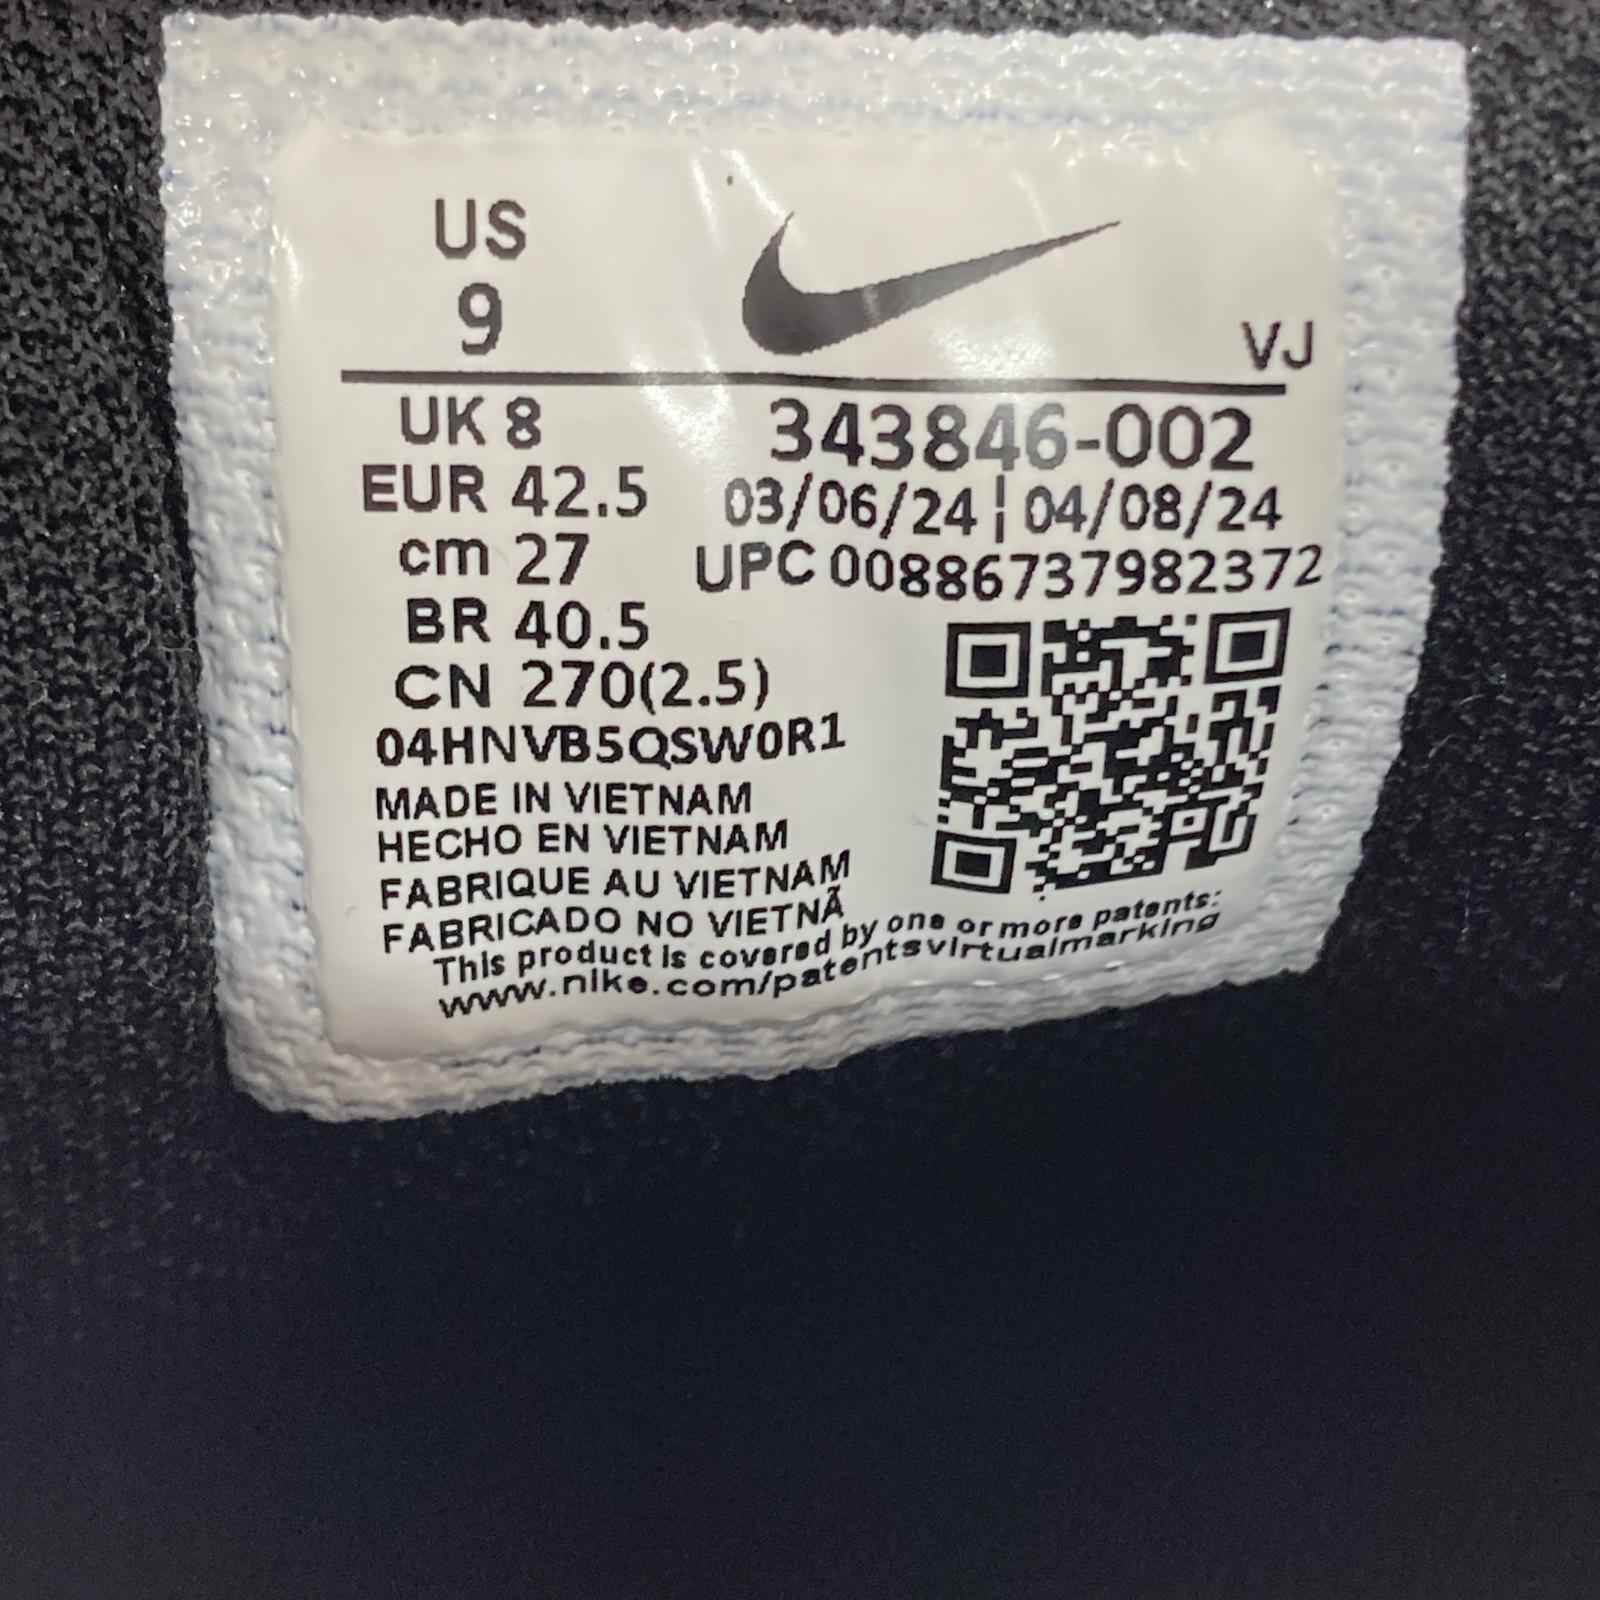 US
9
VJ
UK 8
EUR 42.5
cm 27
BR 40.5
CN 270(2.5)
343846-002
03/06/24 | 04/08/24
UPC 00886737982372
04HNVB5QSW0R1
MADE IN VIETNAM
HECHO EN VIETNAM
FABRIQUE AU VIETNAM
FABRICADO NO VIETNÃ
This product is covered by one or more patents:
www.nike.com/patentsvirtualmarking